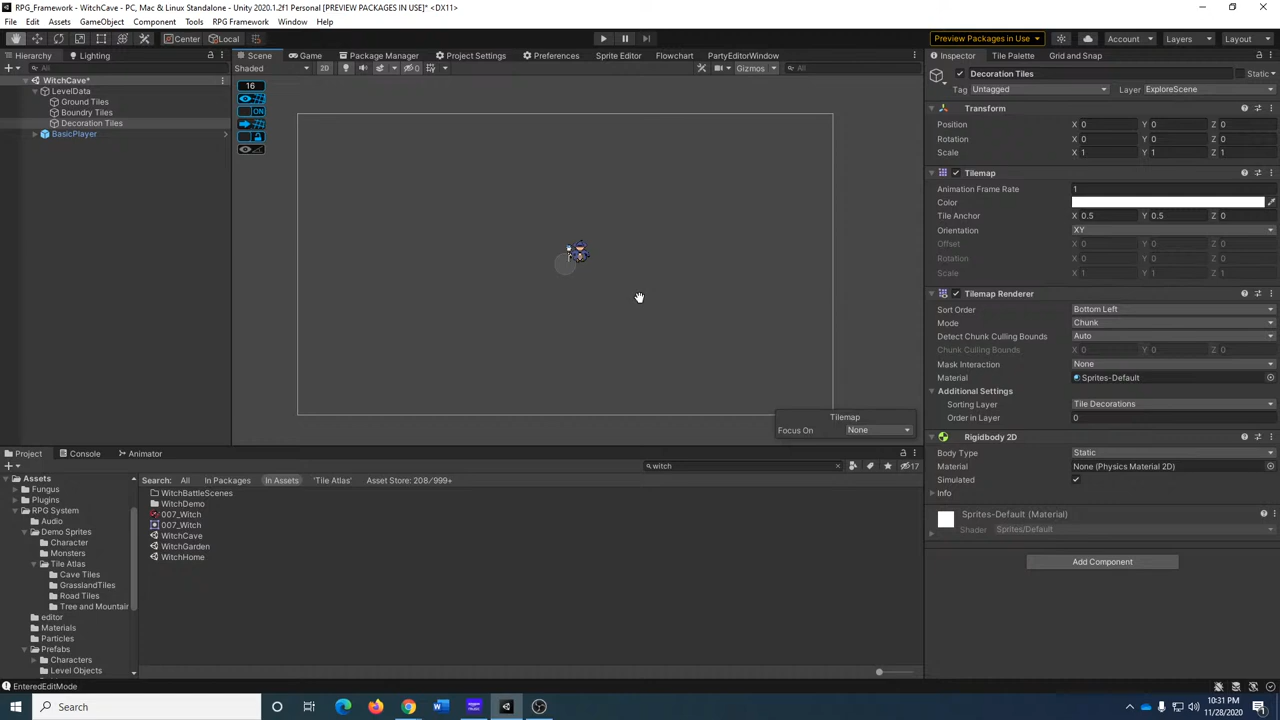 RPG_Framework - WitchCave - PC, Mac & Linux Standalone - Unity 2020.1.2f1 Personal [PREVIEW PACKAGES IN USE]* <DX11>
File Edit Assets GameObject Component Tools RPG Framework Window Help
Center Local Preview Packages in Use Account Layers Layout
Hierarchy Lighting Scene Game Package Manager Project Settings Preferences Sprite Editor Flowchart PartyEditorWindow Inspector Tile Palette Grid and Snap
All Shaded 2D 0 Gizmos All
Decoration Tiles Static
WitchCave*
16
Tag Untagged Layer ExploreScene
LevelData
ON
Ground Tiles
Transform
Boundry Tiles
Decoration Tiles
Position X 0 Y 0 Z 0
BasicPlayer
Rotation X 0 Y 0 Z 0
Scale X 1 Y 1 Z 1
Tilemap
Animation Frame Rate 1
Color
Tile Anchor X 0.5 Y 0.5 Z 0
Orientation XY
Offset X 0 Y 0 Z 0
Rotation X 0 Y 0 Z 0
Scale X 1 Y 1 Z 1
Tilemap Renderer
Sort Order Bottom Left
Mode Chunk
Detect Chunk Culling Bounds Auto
Chunk Culling Bounds X 0 Y 0 Z 0
Mask Interaction None
Material Sprites-Default
Additional Settings
Sorting Layer Tile Decorations
Order in Layer 0
Tilemap
Focus On None
Rigidbody 2D
Body Type Static
Material None (Physics Material 2D)
Simulated
Info
Sprites-Default (Material)
Shader Sprites/Default
Add Component
Project Console Animator
witch 17
Assets
Search: All In Packages In Assets 'Tile Atlas' Asset Store: 208/999+
Fungus
Plugins
RPG System
Audio
Demo Sprites
Character
Monsters
Tile Atlas
Cave Tiles
GrasslandTiles
Road Tiles
Tree and Mountain
editor
Materials
Particles
Prefabs
Characters
Level Objects
WitchBattleScenes
WitchDemo
007_Witch
007_Witch
WitchCave
WitchGarden
WitchHome
EnteredEditMode
Search
10:31 PM
11/28/2020